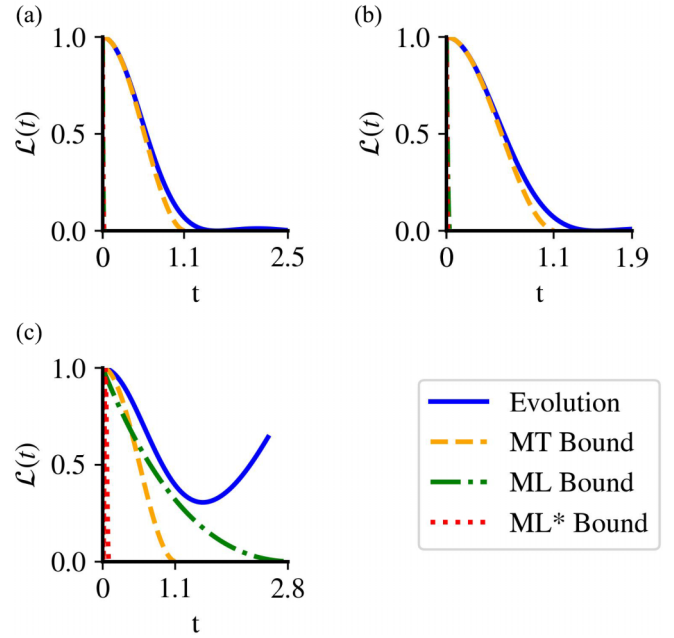 (a)
1.0
0.5
0.0
ℒ(t)
0
1.1
2.5
t
(b)
1.0
0.5
0.0
ℒ(t)
0
1.1
1.9
t
(c)
1.0
0.5
0.0
ℒ(t)
0
1.1
2.8
t
Evolution
MT Bound
ML Bound
ML* Bound